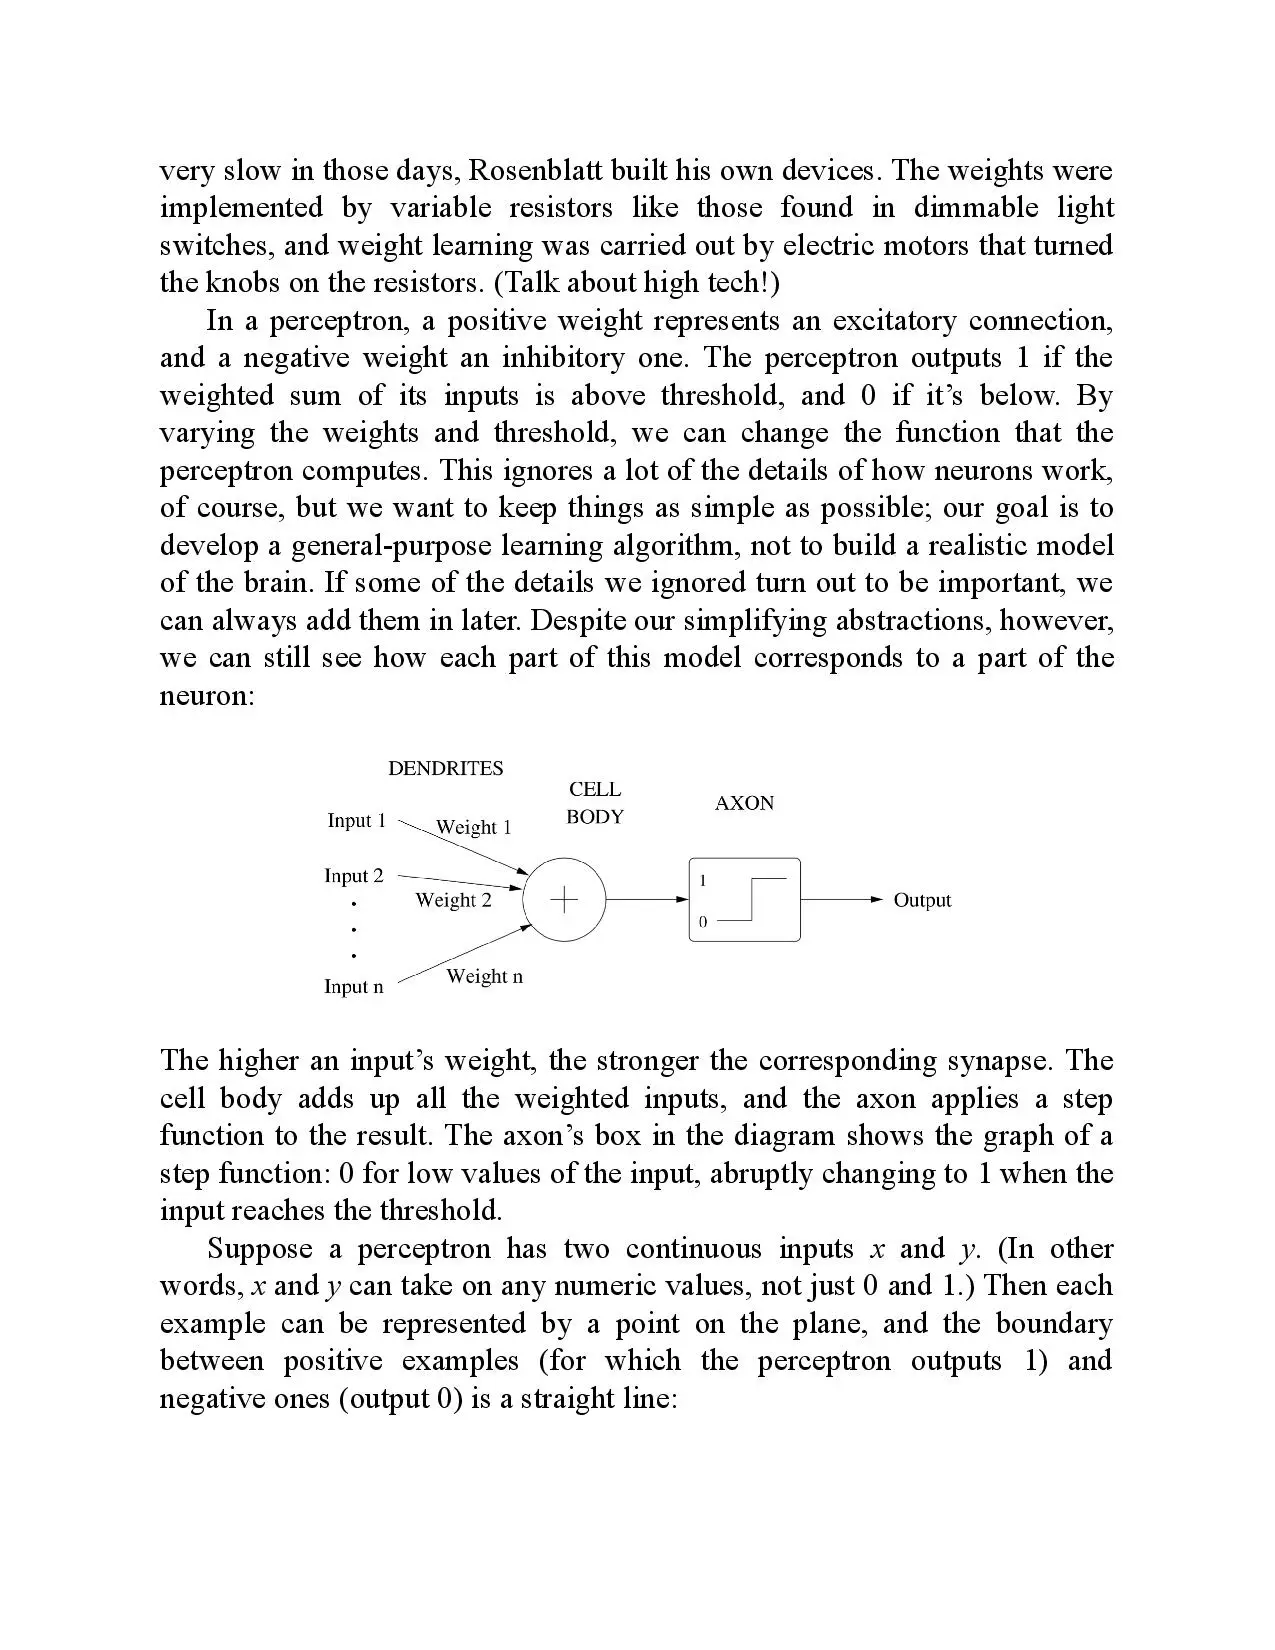 very slow in those days, Rosenblatt built his own devices. The weights were
implemented by variable resistors like those found in dimmable light
switches, and weight learning was carried out by electric motors that turned
the knobs on the resistors. (Talk about high tech!)
In a perceptron, a positive weight represents an excitatory connection,
and a negative weight an inhibitory one. The perceptron outputs 1 if the
weighted sum of its inputs is above threshold, and 0 if it’s below. By
varying the weights and threshold, we can change the function that the
perceptron computes. This ignores a lot of the details of how neurons work,
of course, but we want to keep things as simple as possible; our goal is to
develop a general-purpose learning algorithm, not to build a realistic model
of the brain. If some of the details we ignored turn out to be important, we
can always add them in later. Despite our simplifying abstractions, however,
we can still see how each part of this model corresponds to a part of the
neuron:
DENDRITES
CELL
BODY
AXON
Input 1
Weight 1
Input 2
Weight 2
.
.
.
Input n
Weight n
+
1
0
Output
The higher an input’s weight, the stronger the corresponding synapse. The
cell body adds up all the weighted inputs, and the axon applies a step
function to the result. The axon’s box in the diagram shows the graph of a
step function: 0 for low values of the input, abruptly changing to 1 when the
input reaches the threshold.
Suppose a perceptron has two continuous inputs x and y. (In other
words, x and y can take on any numeric values, not just 0 and 1.) Then each
example can be represented by a point on the plane, and the boundary
between positive examples (for which the perceptron outputs 1) and
negative ones (output 0) is a straight line: